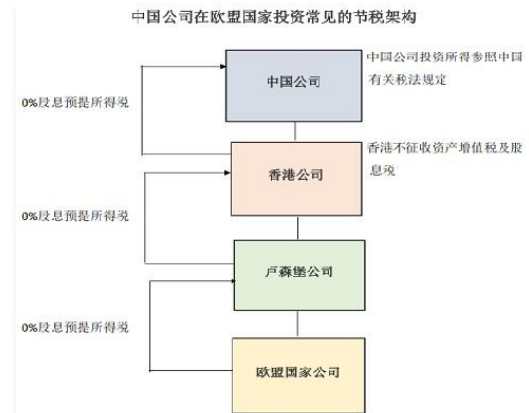 中国公司在欧盟国家投资常见的节税架构
中国公司
中国公司投资所得参照中国
有关税法规定
0%股息预提所得税
香港公司
香港不征收资产增值税及股
息税
0%股息预提所得税
卢森堡公司
0%股息预提所得税
欧盟国家公司